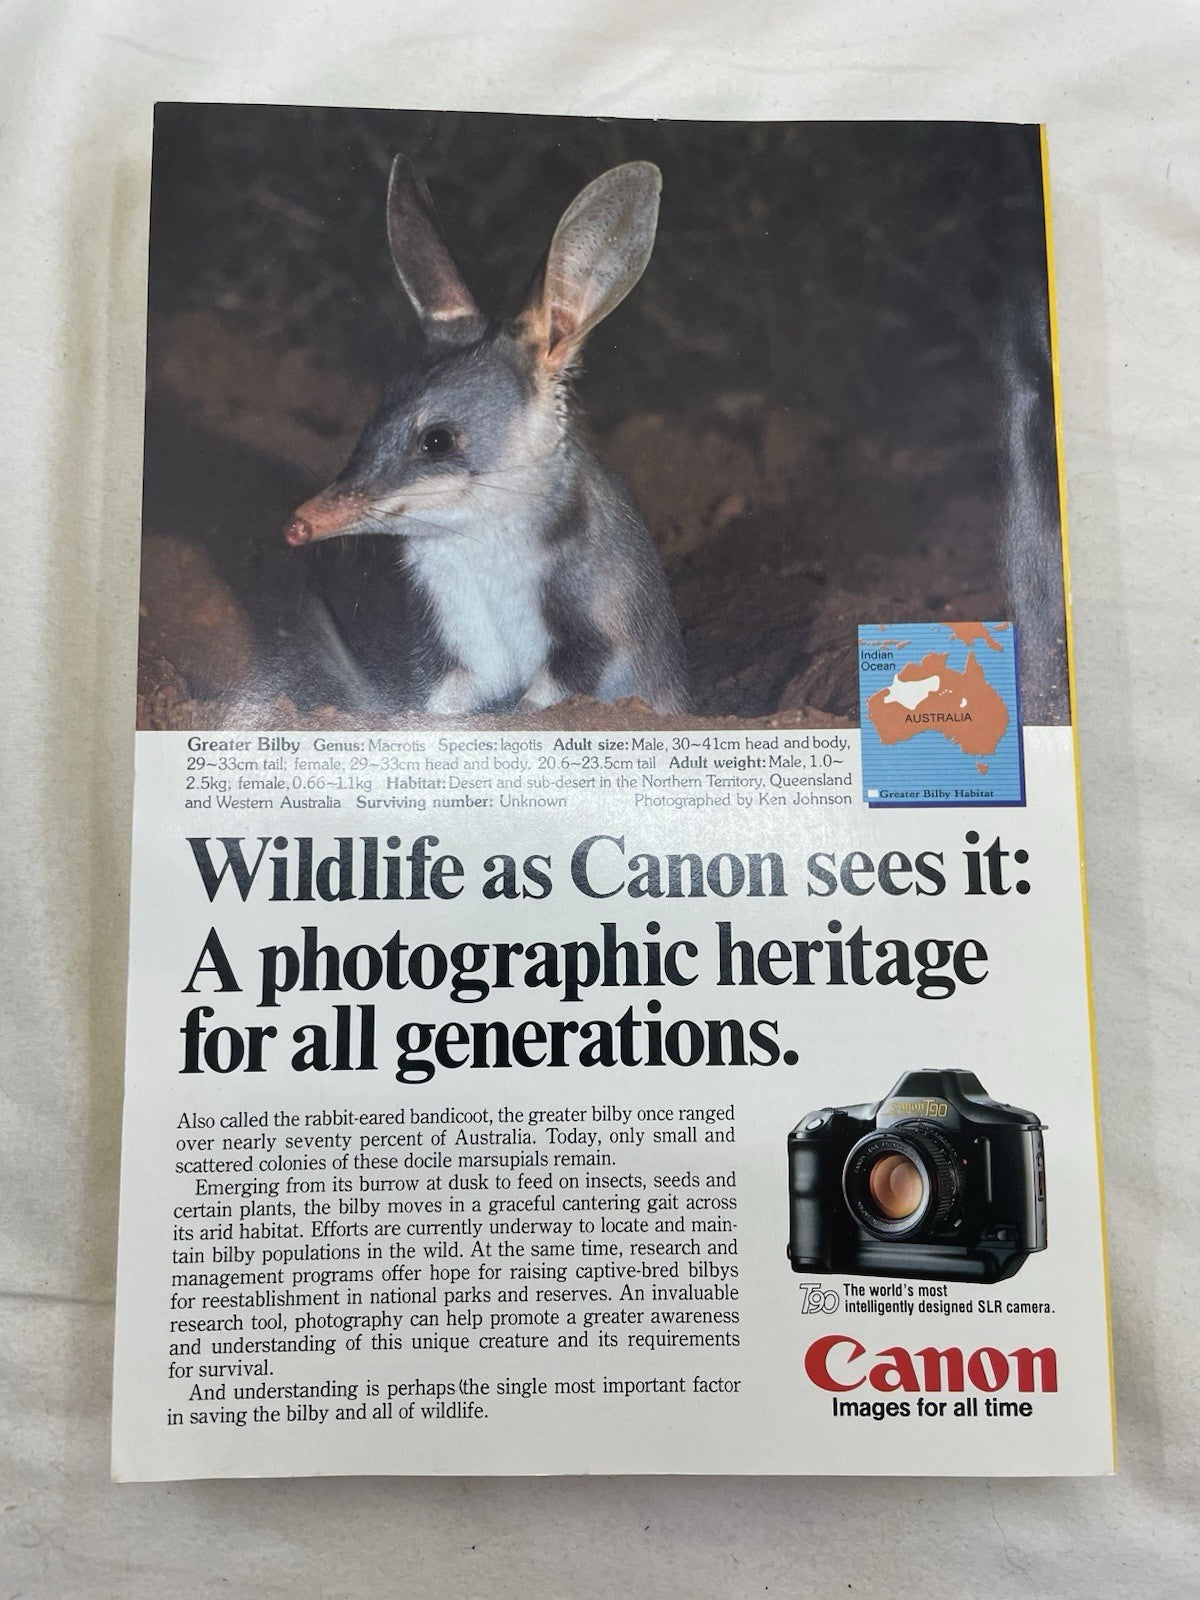 Indian
Ocean
AUSTRALIA
Greater Bilby Habitat
Greater Bilby Genus: Macrotis Species: lagotis Adult size: Male, 30~41cm head and body,
29~33cm tail; female, 29~33cm head and body, 20.6~23.5cm tail Adult weight: Male, 1.0~
2.5kg; female, 0.66~1.1kg Habitat: Desert and sub-desert in the Northern Territory, Queensland
and Western Australia Surviving number: Unknown Photographed by Ken Johnson
Wildlife as Canon sees it:
A photographic heritage
for all generations.
Also called the rabbit-eared bandicoot, the greater bilby once ranged
over nearly seventy percent of Australia. Today, only small and
scattered colonies of these docile marsupials remain.
Emerging from its burrow at dusk to feed on insects, seeds and
certain plants, the bilby moves in a graceful cantering gait across
its arid habitat. Efforts are currently underway to locate and main-
tain bilby populations in the wild. At the same time, research and
management programs offer hope for raising captive-bred bilbys
for reestablishment in national parks and reserves. An invaluable
research tool, photography can help promote a greater awareness
and understanding of this unique creature and its requirements
for survival.
And understanding is perhaps the single most important factor
in saving the bilby and all of wildlife.
Canon T90
T90 The world's most
intelligently designed SLR camera.
Canon
Images for all time